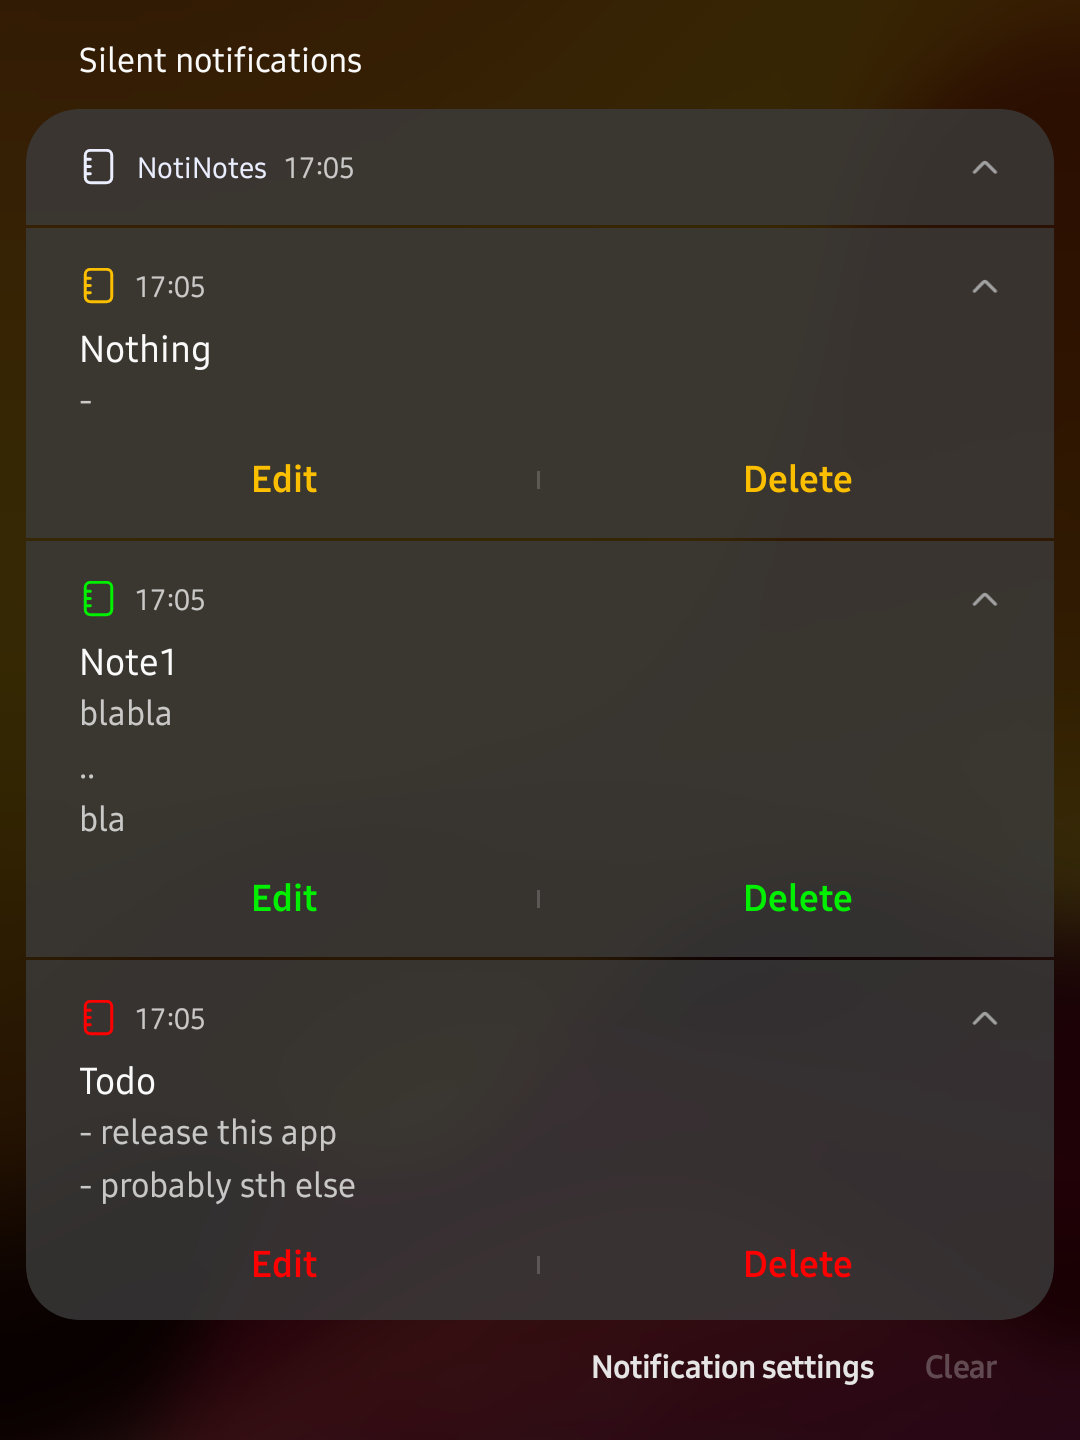 Silent notifications
NotiNotes 17:05
17:05
Nothing
-
Edit Delete
17:05
Note1
blabla
..
bla
Edit Delete
17:05
Todo
- release this app
- probably sth else
Edit Delete
Notification settings Clear